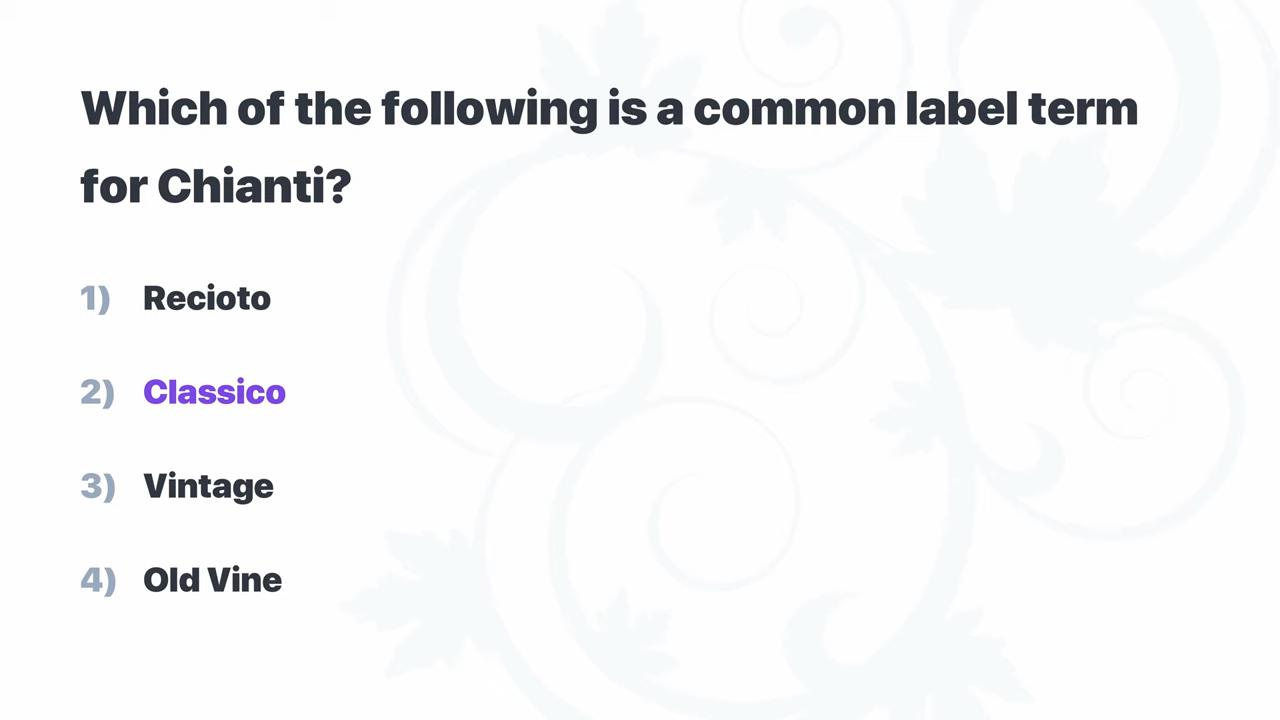 Which of the following is a common label term
for Chianti?
1) Recioto
2) Classico
3) Vintage
4) Old Vine